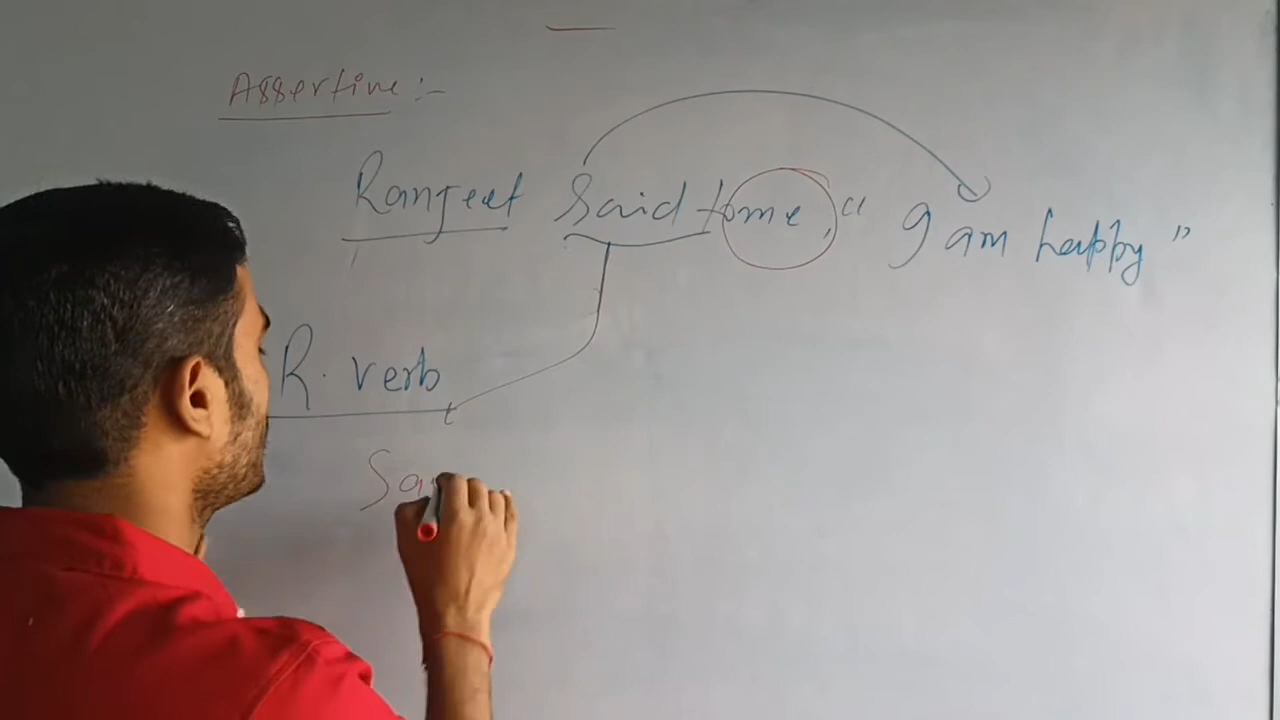 Assertive :-
Ranjeet Said to me, “ I am happy ”
R. verb
Sa